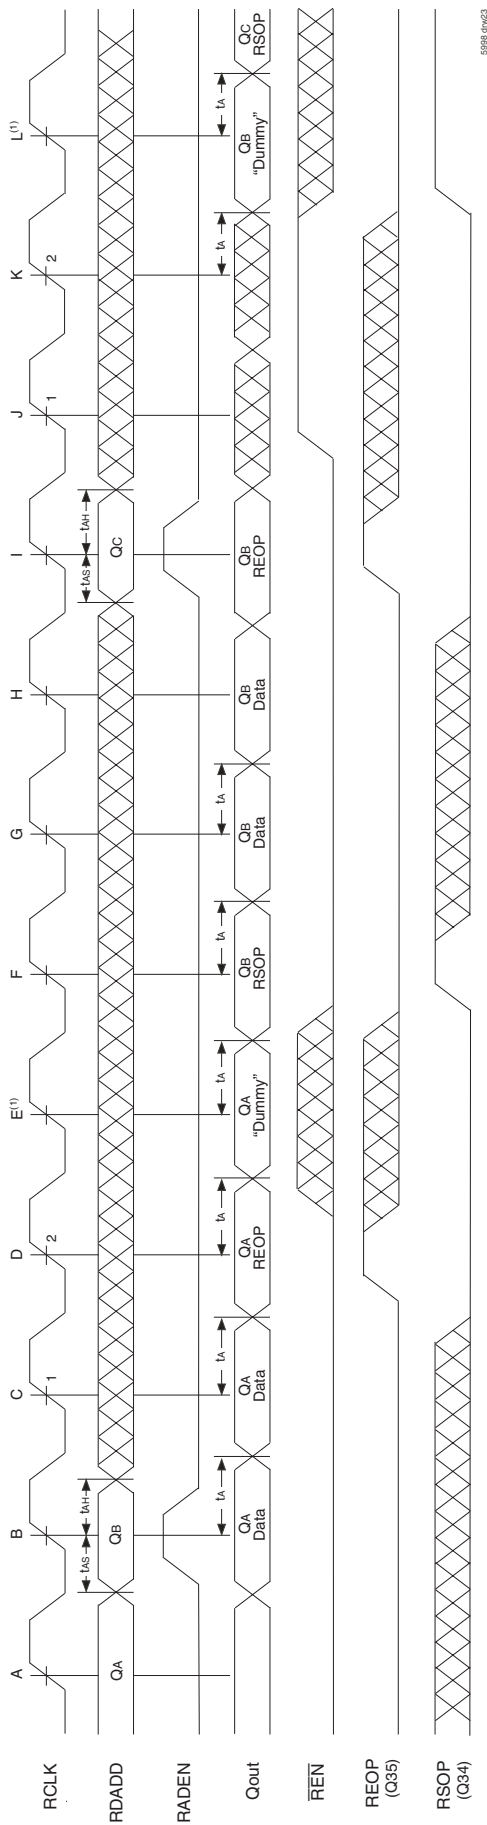 A B C D E(1) F G H I J K L(1)
RCLK 1 2 1 2
RDADD QA tAS QB tAH tAS QC tAH
RADEN
tA tA tA tA tA tA tA tA
Qout QA Data QA Data QA REOP QA "Dummy" QB RSOP QB Data QB Data QB REOP QB "Dummy" QC RSOP
REN
REOP (Q35)
RSOP (Q34)
5998 drw23